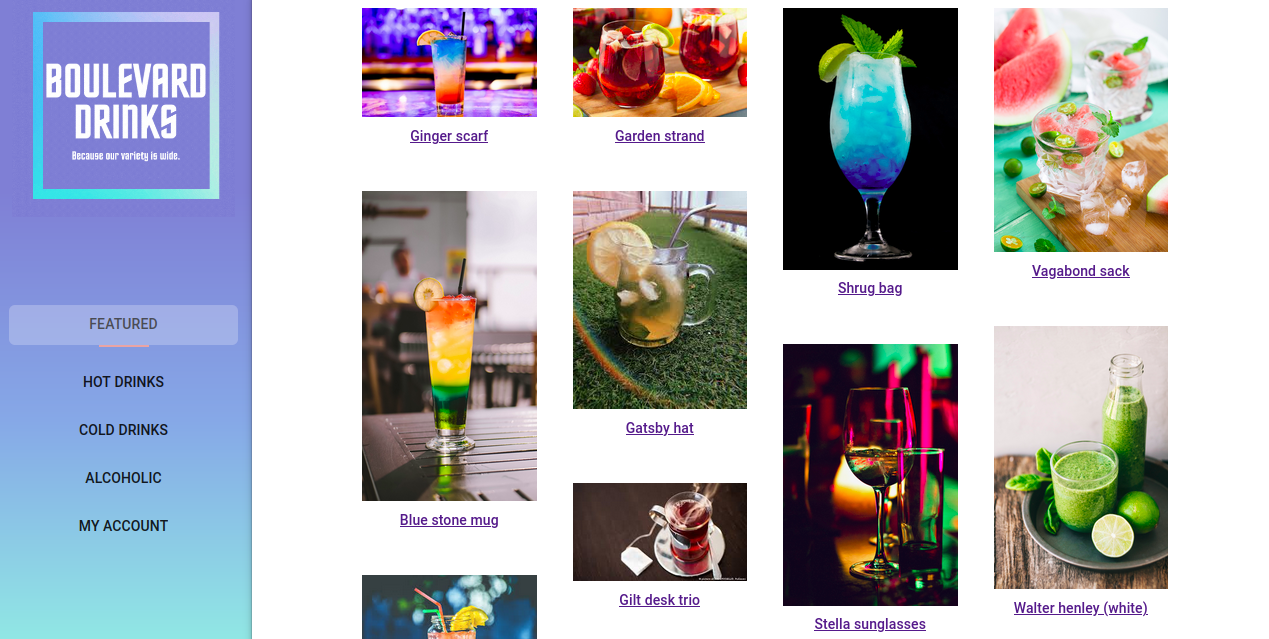 BOULEVARD
DRINKS
Because our variety is wide.
FEATURED
HOT DRINKS
COLD DRINKS
ALCOHOLIC
MY ACCOUNT
Ginger scarf
Garden strand
Shrug bag
Vagabond sack
Blue stone mug
Gatsby hat
Gilt desk trio
Stella sunglasses
Walter henley (white)